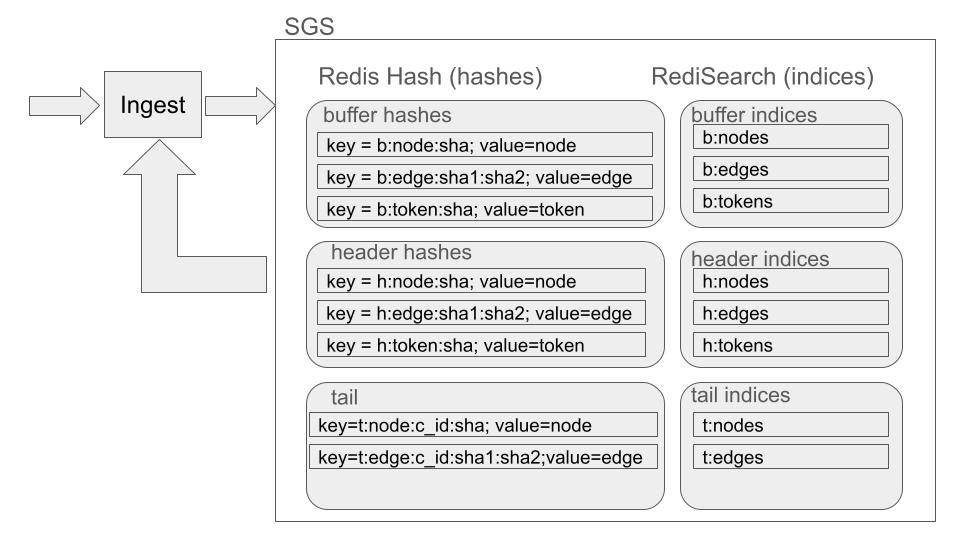 SGS
Ingest
Redis Hash (hashes)
RediSearch (indices)
buffer hashes
key = b:node:sha; value=node
key = b:edge:sha1:sha2; value=edge
key = b:token:sha; value=token
buffer indices
b:nodes
b:edges
b:tokens
header hashes
key = h:node:sha; value=node
key = h:edge:sha1:sha2; value=edge
key = h:token:sha; value=token
header indices
h:nodes
h:edges
h:tokens
tail
key=t:node:c_id:sha; value=node
key=t:edge:c_id:sha1:sha2;value=edge
tail indices
t:nodes
t:edges